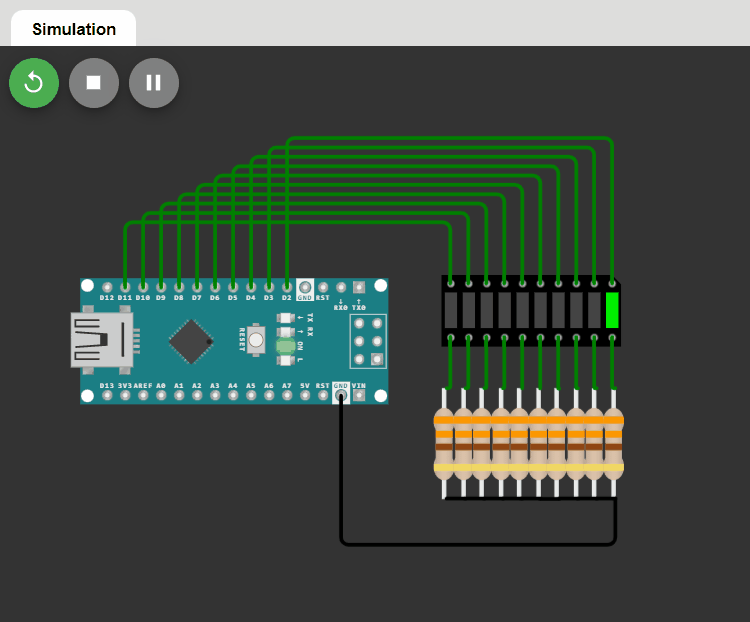 Simulation
D12 D11 D10 D9 D8 D7 D6 D5 D4 D3 D2 GND RST
↓ ↑
RX0 TX0
RESET
TX RX ON L
D13 3V3 AREF A0 A1 A2 A3 A4 A5 A6 A7 5V RST GND VIN